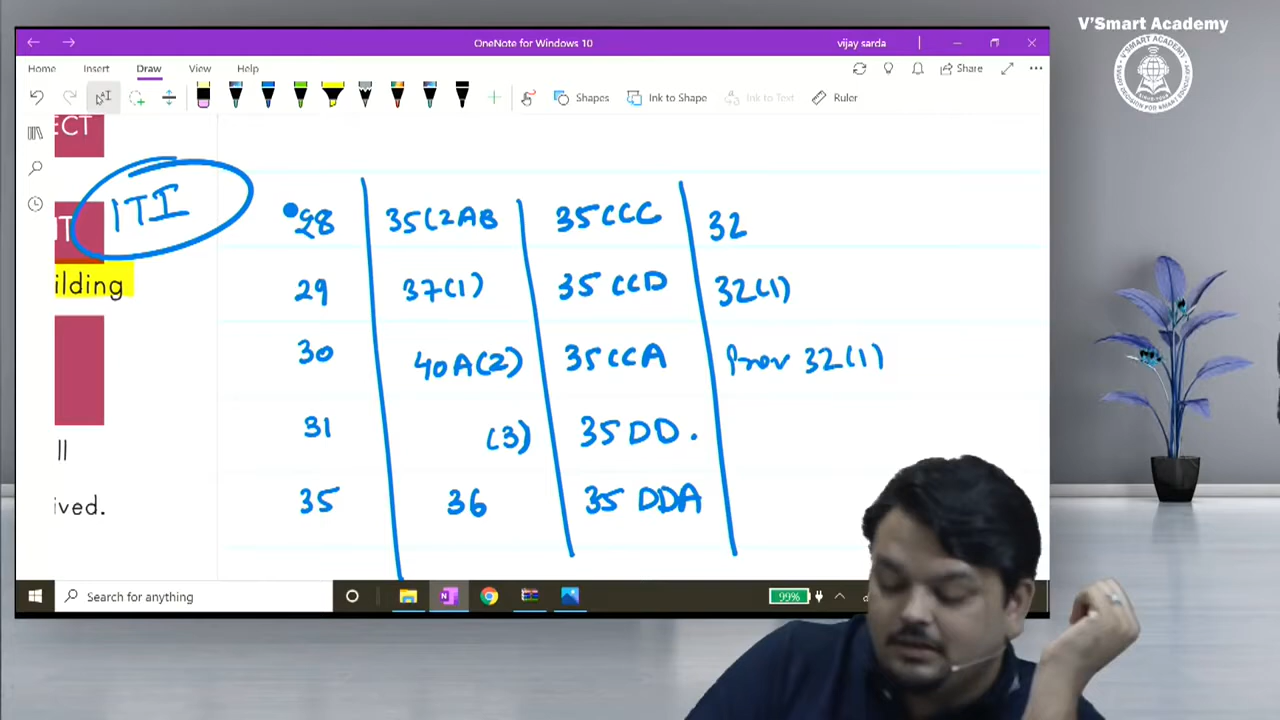 V'Smart Academy
OneNote for Windows 10
vijay sarda
Home Insert Draw View Help
Share
Shapes Ink to Shape Ink to Text Ruler
ECT
ITI
T
ilding
ll
ived.
28 35C2AB 35CCC 32
29 37(1) 35CCD 32(1)
30 40A(2) 35CCA Prov 32(1)
31 (3) 35DD.
35 36 35DDA
Search for anything
99%